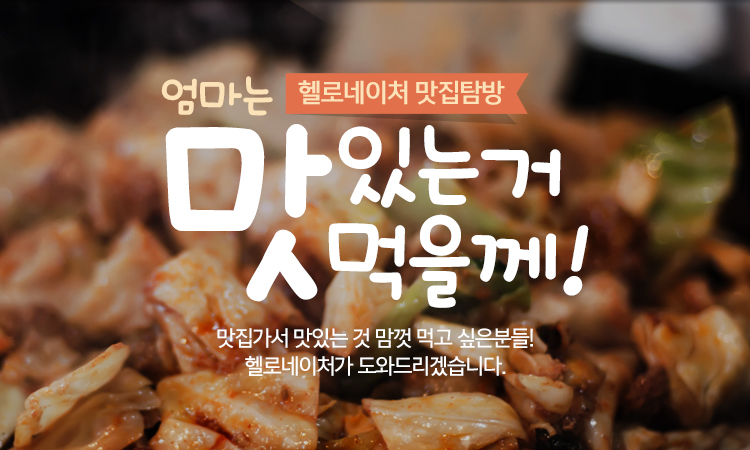 엄마는
헬로네이처 맛집탐방
맛있는거
먹을께!
맛집가서 맛있는 것 맘껏 먹고 싶은분들!
헬로네이처가 도와드리겠습니다.